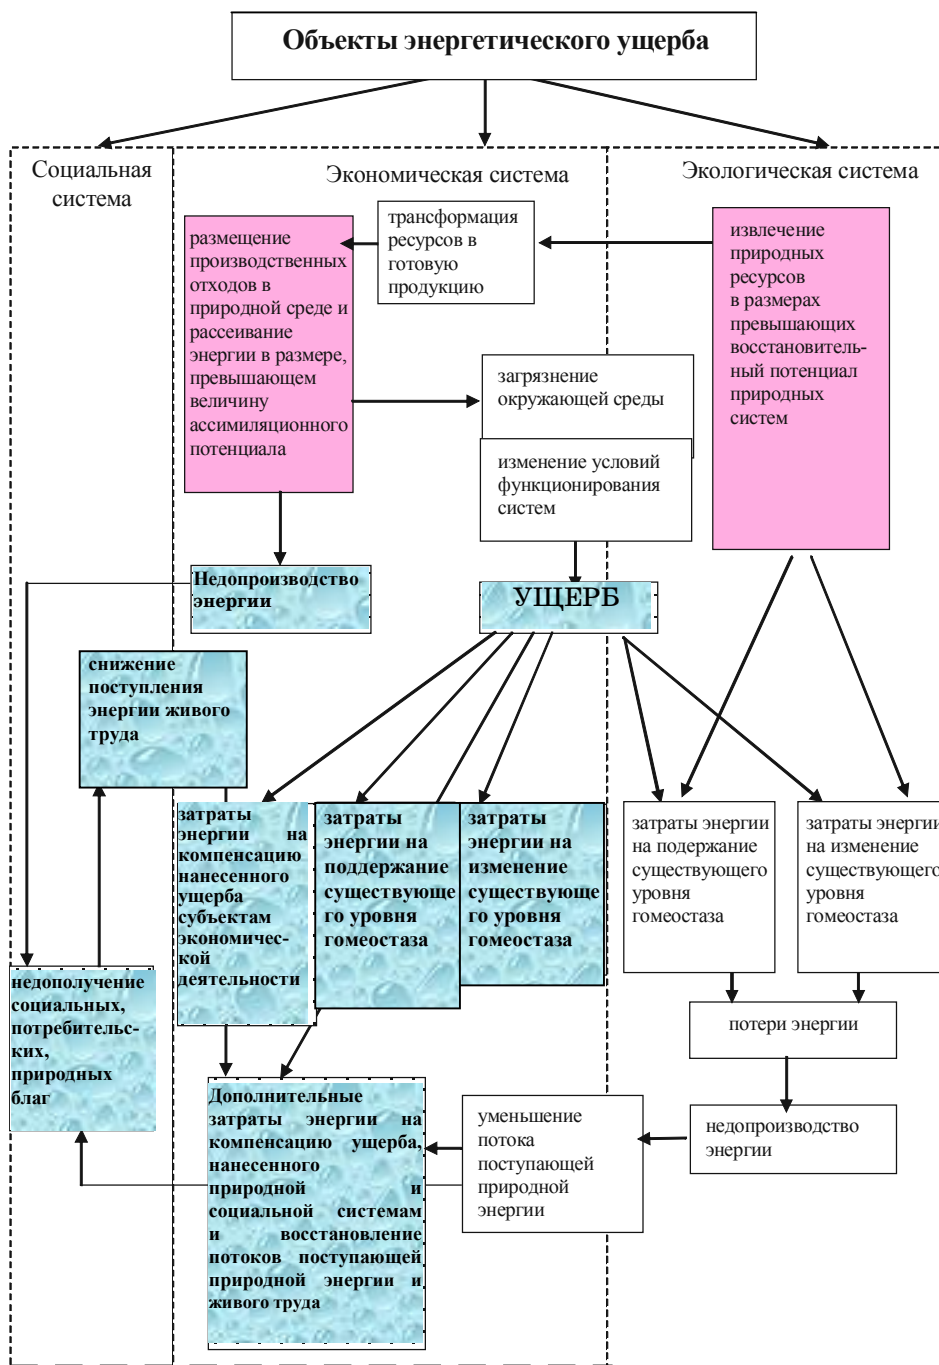 Объекты энергетического ущерба
Социальная
система
Экономическая система
Экологическая система
трансформация
ресурсов в
готовую
продукцию
размещение
производственных
отходов в
природной среде и
рассеивание
энергии в размере,
превышающем
величину
ассимиляционного
потенциала
извлечение
природных
ресурсов
в размерах
превышающих
восстановитель-
ный потенциал
природных
систем
загрязнение
окружающей среды
изменение условий
функционирования
систем
Недопроизводство
энергии
УЩЕРБ
снижение
поступления
энергии живого
труда
затраты
энергии на
компенсацию
нанесенного
ущерба
субъектам
экономичес-
кой
деятельности
затраты
энергии на
поддержание
существующе
го уровня
гомеостаза
затраты
энергии на
изменение
существующе
го уровня
гомеостаза
затраты энергии
на подержание
существующего
уровня
гомеостаза
затраты энергии
на изменение
существующего
уровня
гомеостаза
недополучение
социальных,
потребительс-
ких,
природных
благ
потери энергии
Дополнительные
затраты энергии на
компенсацию ущерба,
нанесенного
природной и
социальной системам
и восстановление
потоков поступающей
природной энергии и
живого труда
уменьшение
потока
поступающей
природной
энергии
недопроизводство
энергии